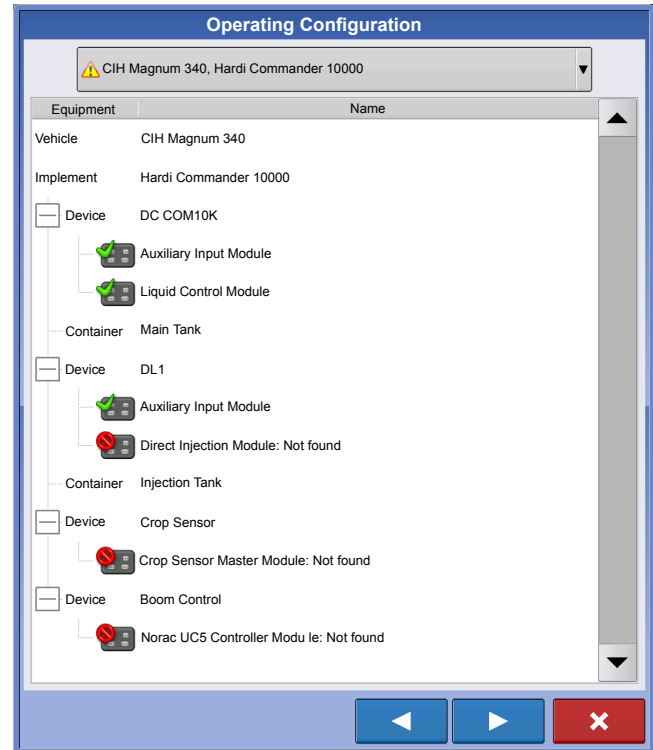 Operating Configuration
CIH Magnum 340, Hardi Commander 10000
Equipment Name
Vehicle CIH Magnum 340
Implement Hardi Commander 10000
Device DC COM10K
Auxiliary Input Module
Liquid Control Module
Container Main Tank
Device DL1
Auxiliary Input Module
Direct Injection Module: Not found
Container Injection Tank
Device Crop Sensor
Crop Sensor Master Module: Not found
Device Boom Control
Norac UC5 Controller Modu le: Not found